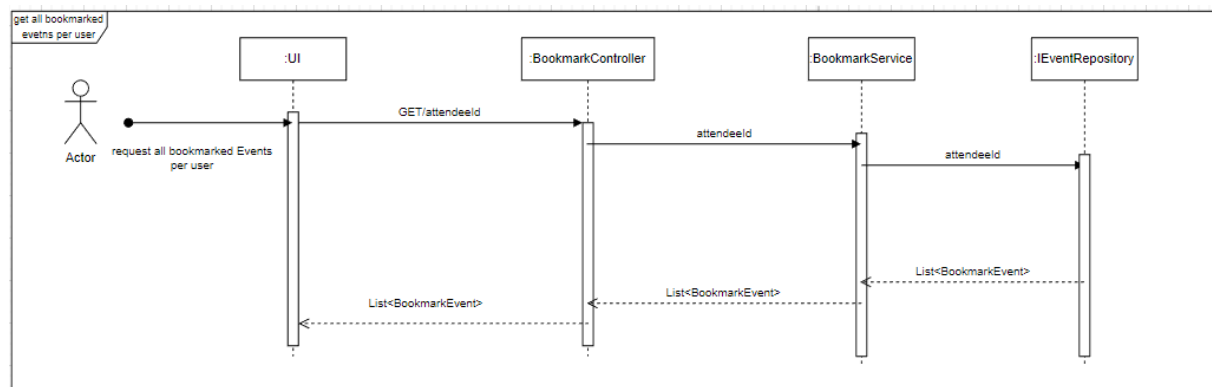 get all bookmarked
evetns per user
:UI
:BookmarkController
:BookmarkService
:IEventRepository
GET/attendeeId
attendeeId
attendeeId
Actor
request all bookmarked Events
per user
List<BookmarkEvent>
List<BookmarkEvent>
List<BookmarkEvent>